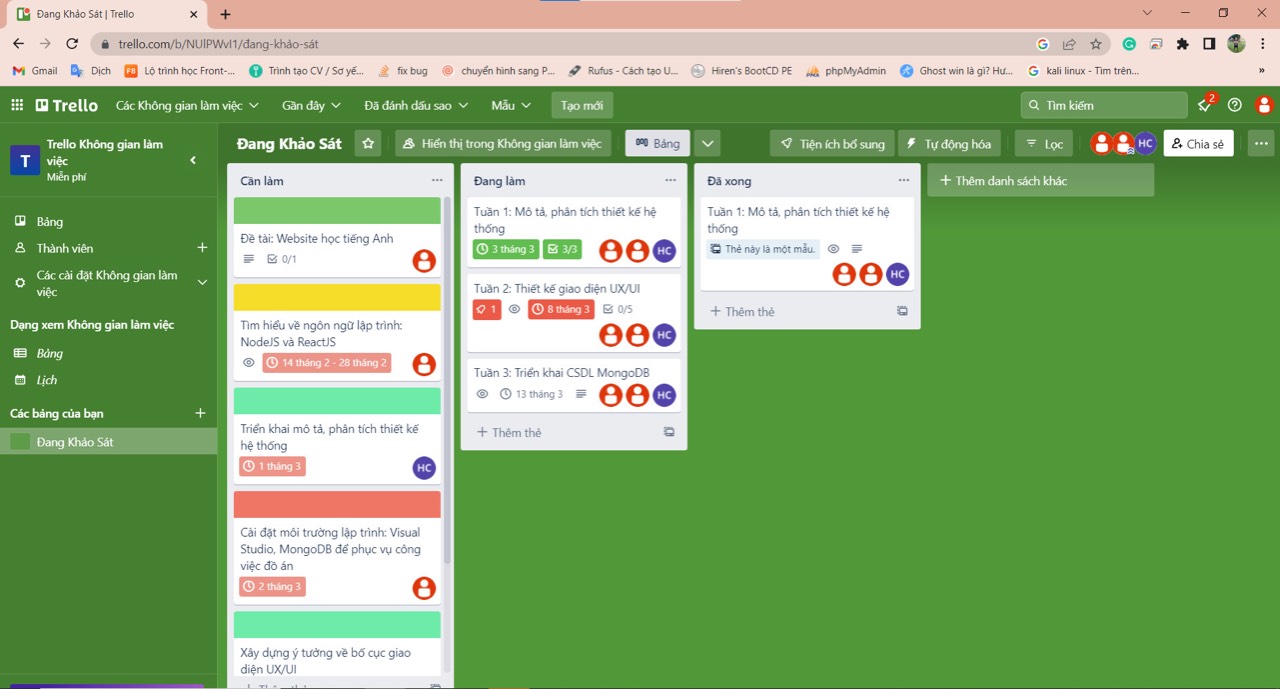 Đang Khảo Sát | Trello
trello.com/b/NUlPWvI1/đang-khảo-sát
Gmail
Dịch
Lộ trình học Front-...
Trình tạo CV / Sơ yế...
fix bug
chuyển hình sang P...
Rufus - Cách tạo U...
Hiren's BootCD PE
phpMyAdmin
Ghost win là gì? Hư...
kali linux - Tìm trên...
»
Trello
Các Không gian làm việc
Gần đây
Đã đánh dấu sao
Mẫu
Tạo mới
Tìm kiếm
2
T
Trello Không gian làm
việc
Miễn phí
Đang Khảo Sát
Hiển thị trong Không gian làm việc
Bảng
Tiện ích bổ sung
Tự động hóa
Lọc
HC
Chia sẻ
Bảng
Thành viên
Các cài đặt Không gian làm
việc
Dạng xem Không gian làm việc
Bảng
Lịch
Các bảng của bạn
Đang Khảo Sát
Cần làm
Đề tài: Website học tiếng Anh
0/1
Tìm hiểu về ngôn ngữ lập trình:
NodeJS và ReactJS
14 tháng 2 - 28 tháng 2
Triển khai mô tả, phân tích thiết kế
hệ thống
1 tháng 3
HC
Cài đặt môi trường lập trình: Visual
Studio, MongoDB để phục vụ công
việc đồ án
2 tháng 3
Xây dựng ý tưởng về bố cục giao
diện UX/UI
Đang làm
Tuần 1: Mô tả, phân tích thiết kế hệ
thống
3 tháng 3
3/3
HC
Tuần 2: Thiết kế giao diện UX/UI
1
8 tháng 3
0/5
HC
Tuần 3: Triển khai CSDL MongoDB
13 tháng 3
HC
Thêm thẻ
Đã xong
Tuần 1: Mô tả, phân tích thiết kế hệ
thống
Thẻ này là một mẫu.
HC
Thêm thẻ
Thêm danh sách khác